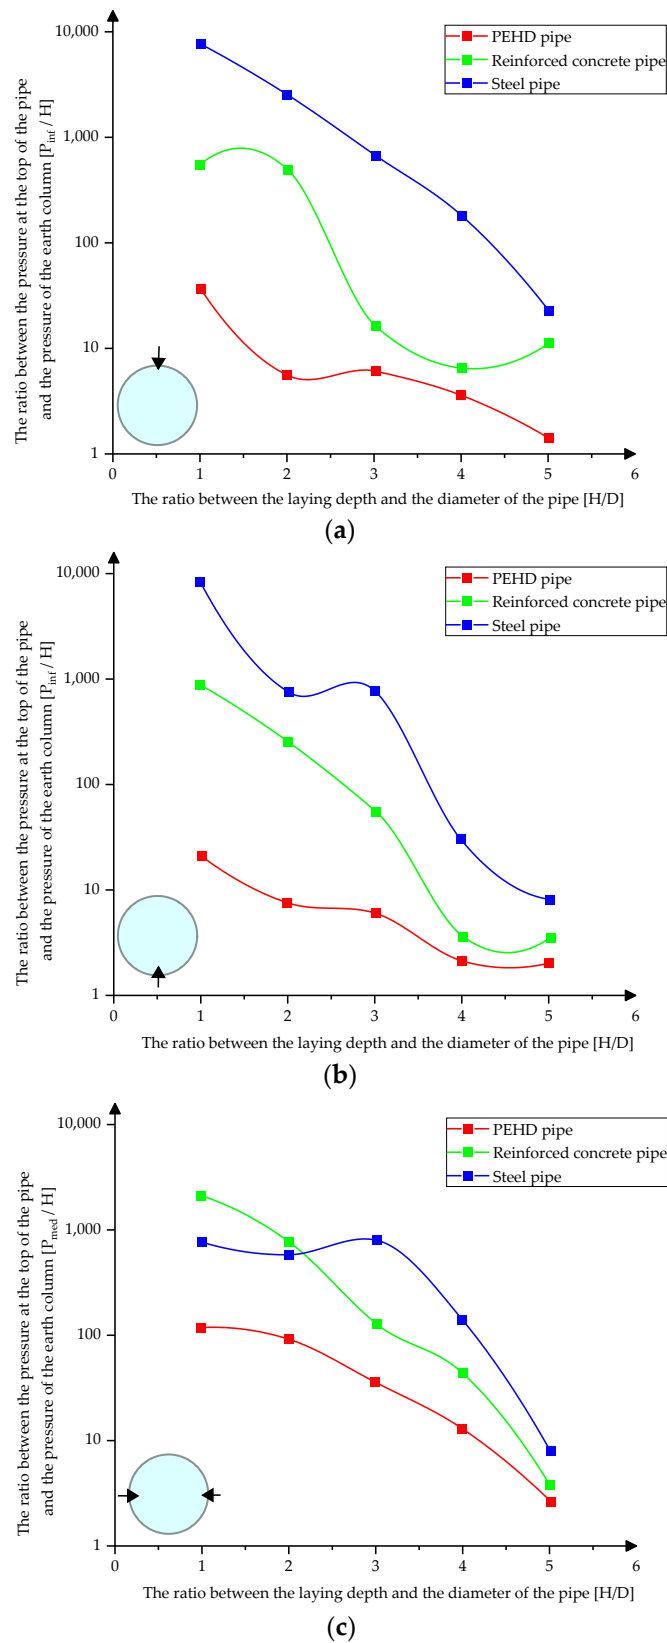 10,000
1,000
100
10
1
The ratio between the pressure at the top of the pipe
and the pressure of the earth column [P_inf / H]
PEHD pipe
Reinforced concrete pipe
Steel pipe
0 1 2 3 4 5 6
The ratio between the laying depth and the diameter of the pipe [H/D]
(a)
10,000
1,000
100
10
1
The ratio between the pressure at the top of the pipe
and the pressure of the earth column [P_inf / H]
PEHD pipe
Reinforced concrete pipe
Steel pipe
0 1 2 3 4 5 6
The ratio between the laying depth and the diameter of the pipe [H/D]
(b)
10,000
1,000
100
10
1
The ratio between the pressure at the top of the pipe
and the pressure of the earth column [P_med / H]
PEHD pipe
Reinforced concrete pipe
Steel pipe
0 1 2 3 4 5 6
The ratio between the laying depth and the diameter of the pipe [H/D]
(c)